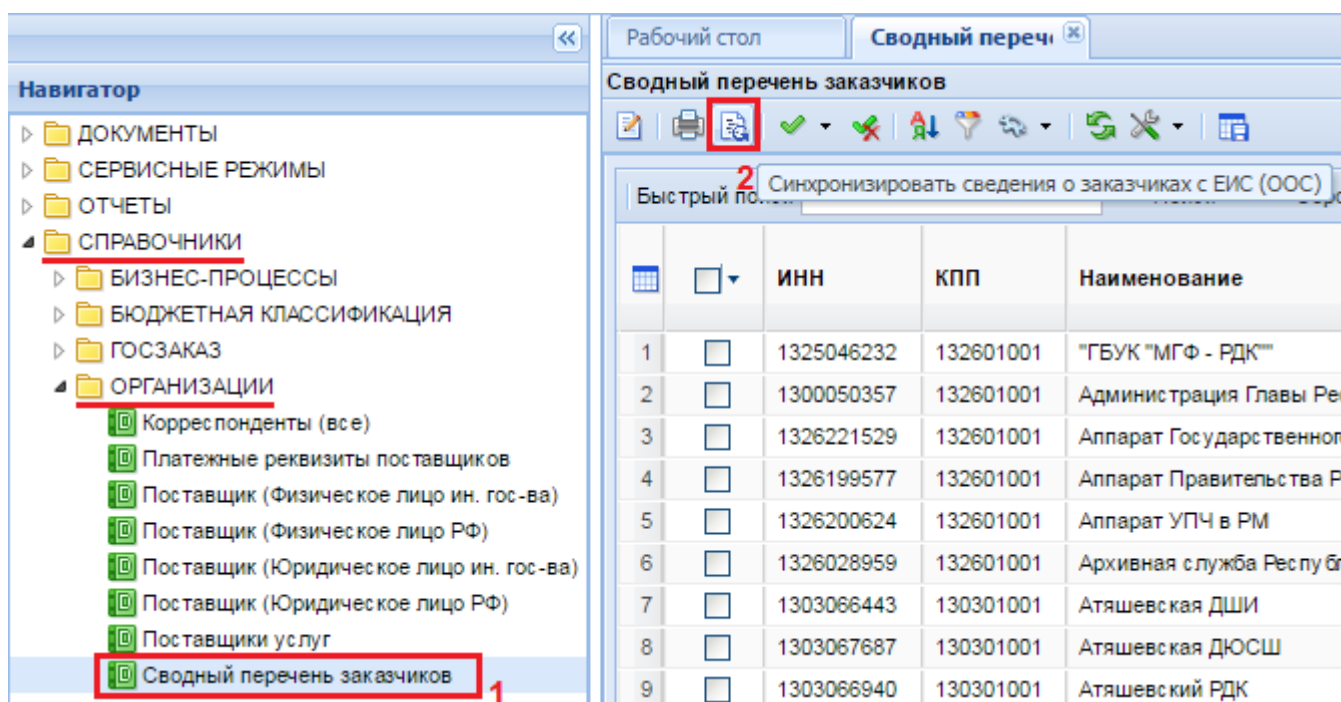 Навигатор
ДОКУМЕНТЫ
СЕРВИСНЫЕ РЕЖИМЫ
ОТЧЕТЫ
СПРАВОЧНИКИ
БИЗНЕС-ПРОЦЕССЫ
БЮДЖЕТНАЯ КЛАССИФИКАЦИЯ
ГОСЗАКАЗ
ОРГАНИЗАЦИИ
Корреспонденты (все)
Платежные реквизиты поставщиков
Поставщик (Физическое лицо ин. гос-ва)
Поставщик (Физическое лицо РФ)
Поставщик (Юридическое лицо ин. гос-ва)
Поставщик (Юридическое лицо РФ)
Поставщики услуг
Сводный перечень заказчиков
1
Рабочий стол Сводный перече
Сводный перечень заказчиков
2 Синхронизировать сведения о заказчиках с ЕИС (ООС)
Быстрый
ИНН КПП Наименование
1 1325046232 132601001 "ГБУК "МГФ - РДК""
2 1300050357 132601001 Администрация Главы Рес
3 1326221529 132601001 Аппарат Государственног
4 1326199577 132601001 Аппарат Правительства Р
5 1326200624 132601001 Аппарат УПЧ в РМ
6 1326028959 132601001 Архивная служба Республ
7 1303066443 130301001 Атяшевская ДШИ
8 1303067687 130301001 Атяшевская ДЮСШ
9 1303066940 130301001 Атяшевский РДК